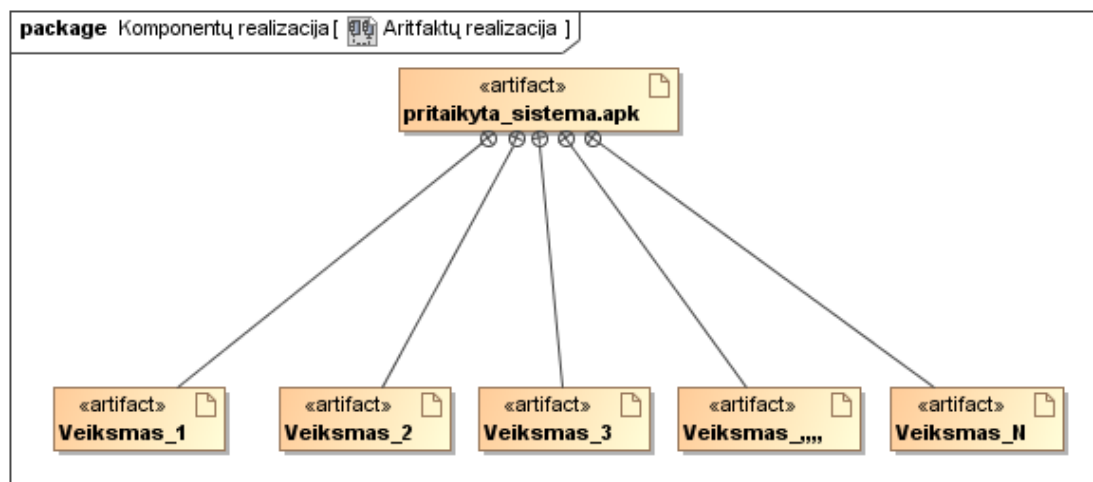 package Komponentų realizacija [ Aritfaktų realizacija ]
«artifact»
pritaikyta_sistema.apk
«artifact»
Veiksmas_1
«artifact»
Veiksmas_2
«artifact»
Veiksmas_3
«artifact»
Veiksmas_,,,,
«artifact»
Veiksmas_N